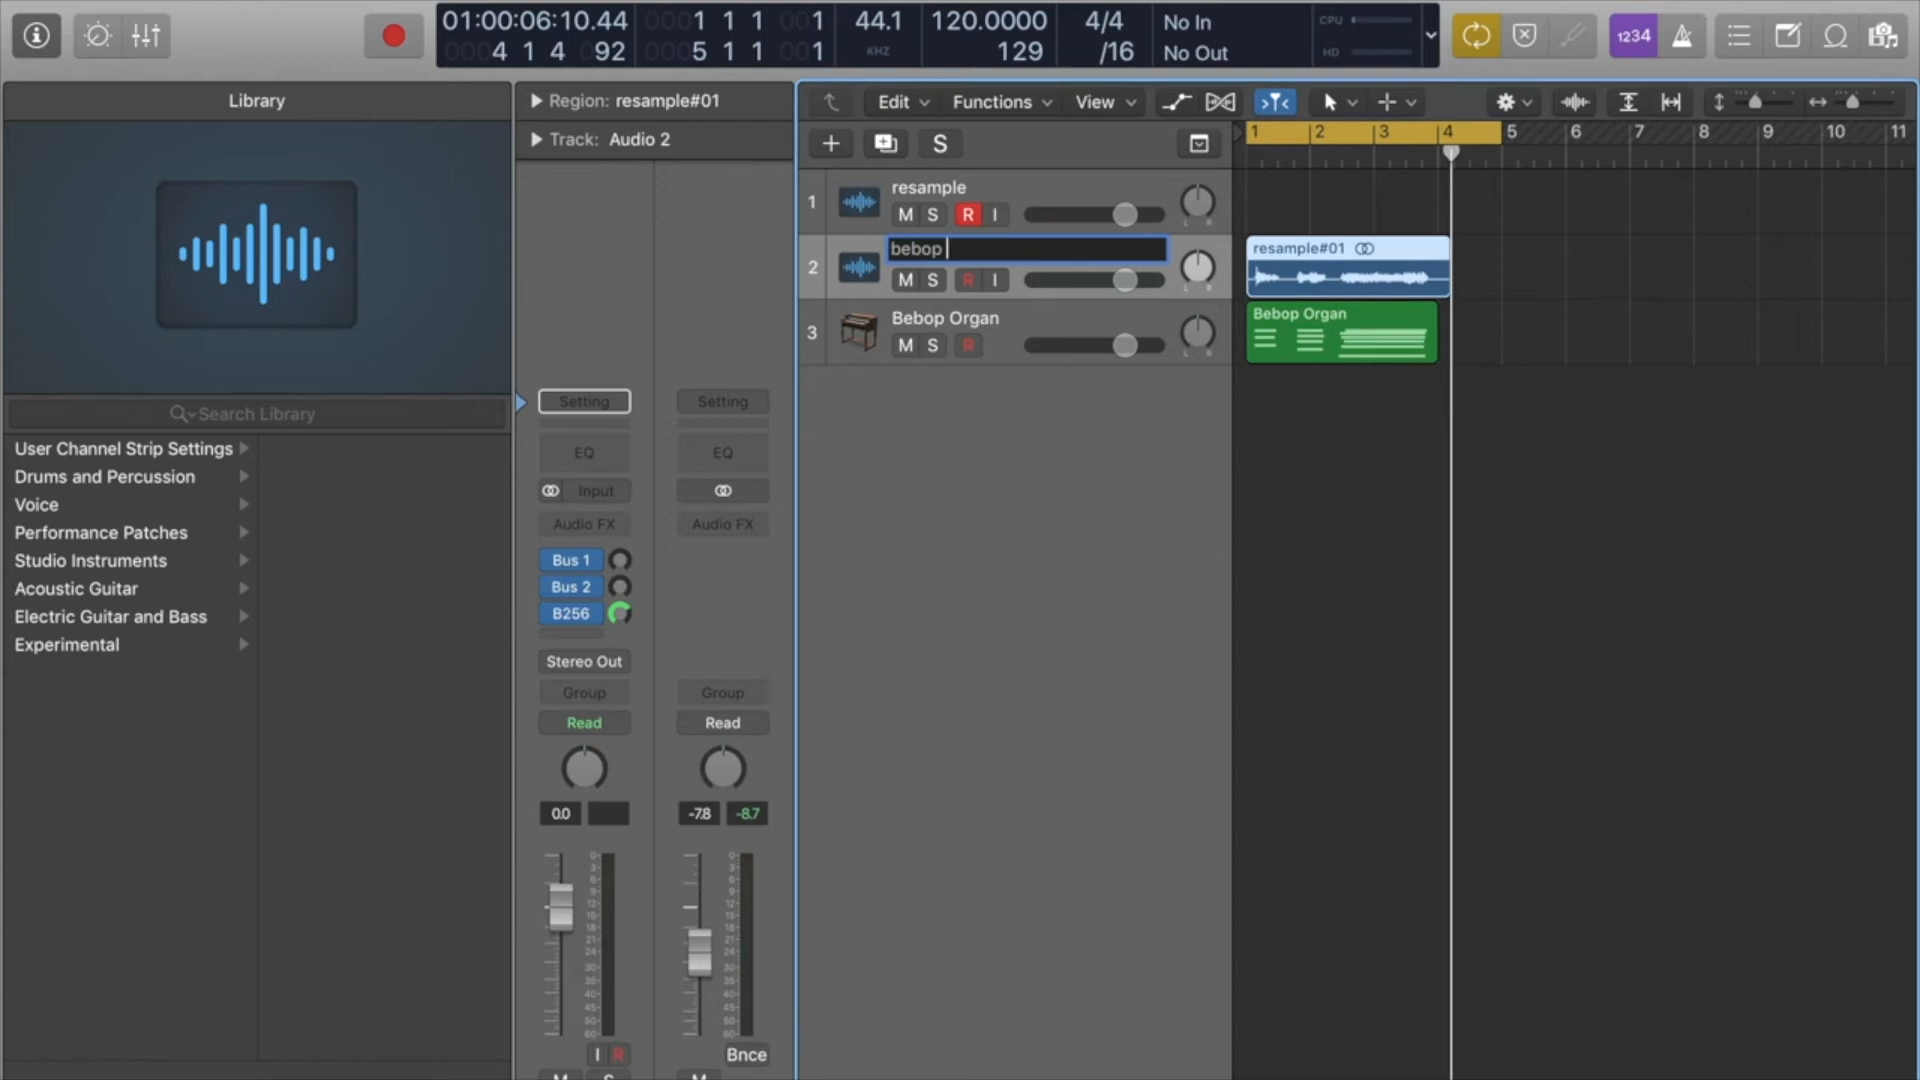 01:00:06:10.44
4 1 4 92
1 1 1 1
5 1 1 1
44.1
KHZ
120.0000
129
4/4
/16
No In
No Out
CPU
HD
1234
Library
Search Library
User Channel Strip Settings
Drums and Percussion
Voice
Performance Patches
Studio Instruments
Acoustic Guitar
Electric Guitar and Bass
Experimental
Region: resample#01
Track: Audio 2
Setting
Setting
EQ
EQ
Input
Audio FX
Audio FX
Bus 1
Bus 2
B256
Stereo Out
Group
Group
Read
Read
0.0
-7.8 -8.7
I R
Bnce
M S
M
Edit
Functions
View
S
1 2 3 4 5 6 7 8 9 10 11
1
resample
M S R I
L R
2
bebop
M S R I
L R
3
Bebop Organ
M S R
L R
resample#01
Bebop Organ